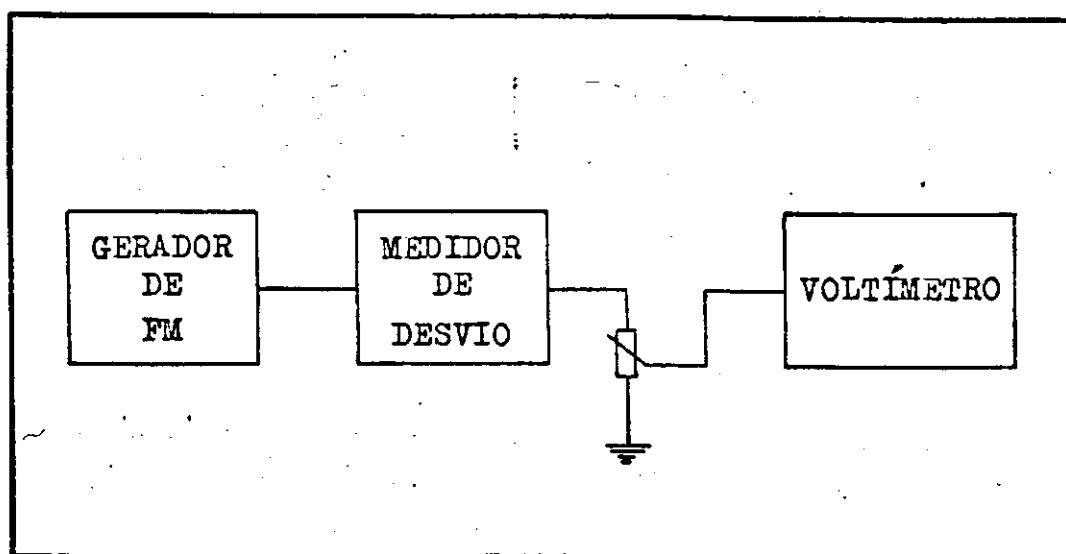 GERADOR
DE
FM
MEDIDOR
DE
DESVIO
VOLTÍMETRO